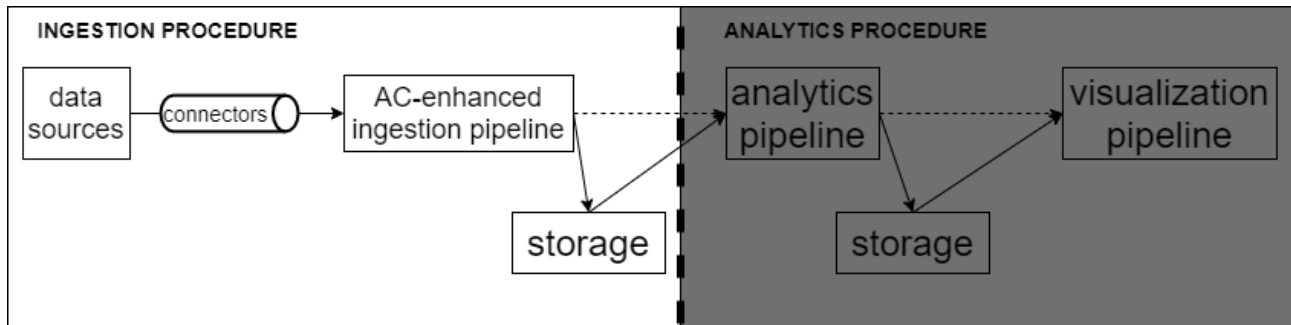 INGESTION PROCEDURE
ANALYTICS PROCEDURE
data
sources
connectors
AC-enhanced
ingestion pipeline
storage
analytics
pipeline
storage
visualization
pipeline